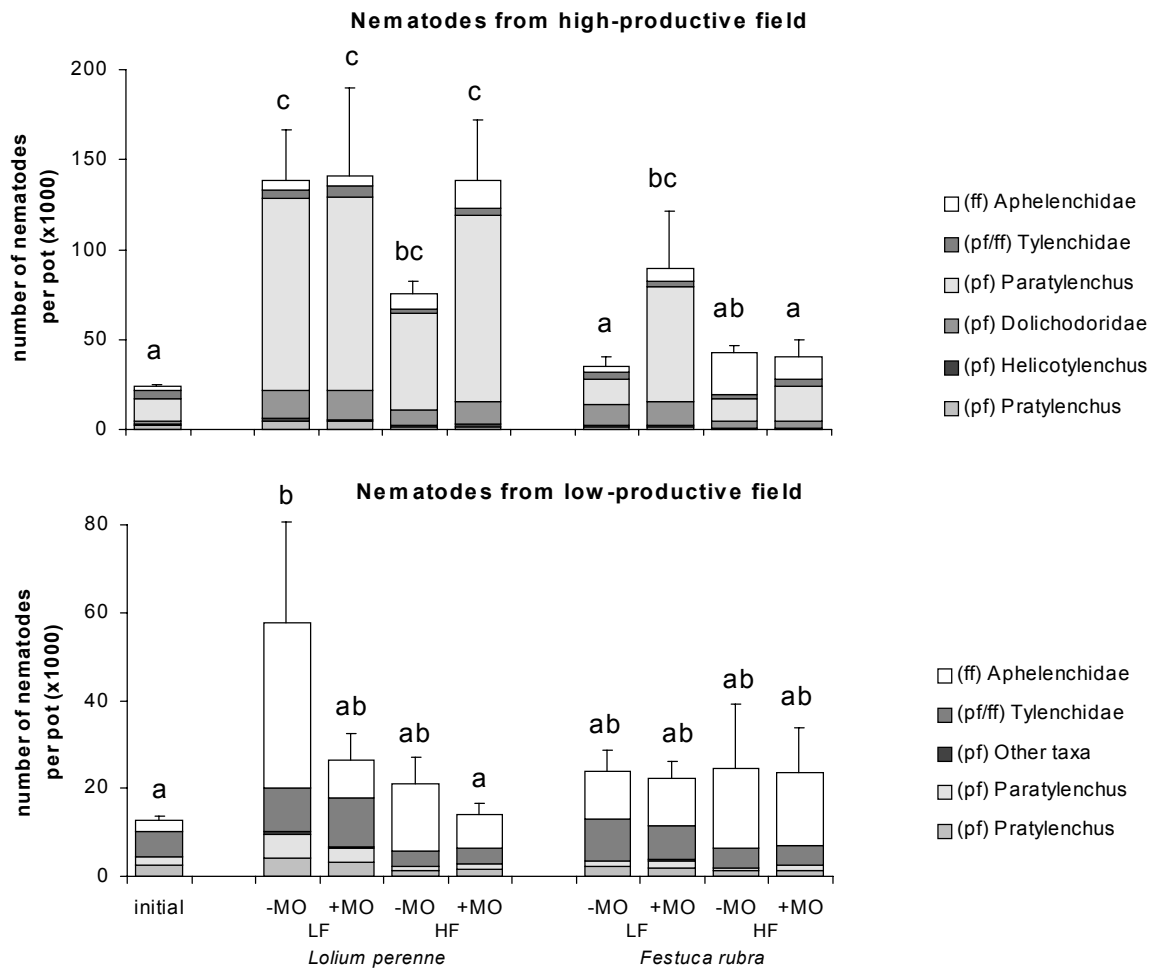 Nematodes from high-productive field
number of nematodes
per pot (x1000)
200
150
100
50
0
a
c
c
bc
c
a
bc
ab
a
(ff) Aphelenchidae
(pf/ff) Tylenchidae
(pf) Paratylenchus
(pf) Dolichodoridae
(pf) Helicotylenchus
(pf) Pratylenchus
Nematodes from low-productive field
number of nematodes
per pot (x1000)
80
60
40
20
0
a
b
ab
ab
a
ab
ab
ab
ab
(ff) Aphelenchidae
(pf/ff) Tylenchidae
(pf) Other taxa
(pf) Paratylenchus
(pf) Pratylenchus
initial -MO +MO -MO +MO -MO +MO -MO +MO
LF HF LF HF
Lolium perenne Festuca rubra